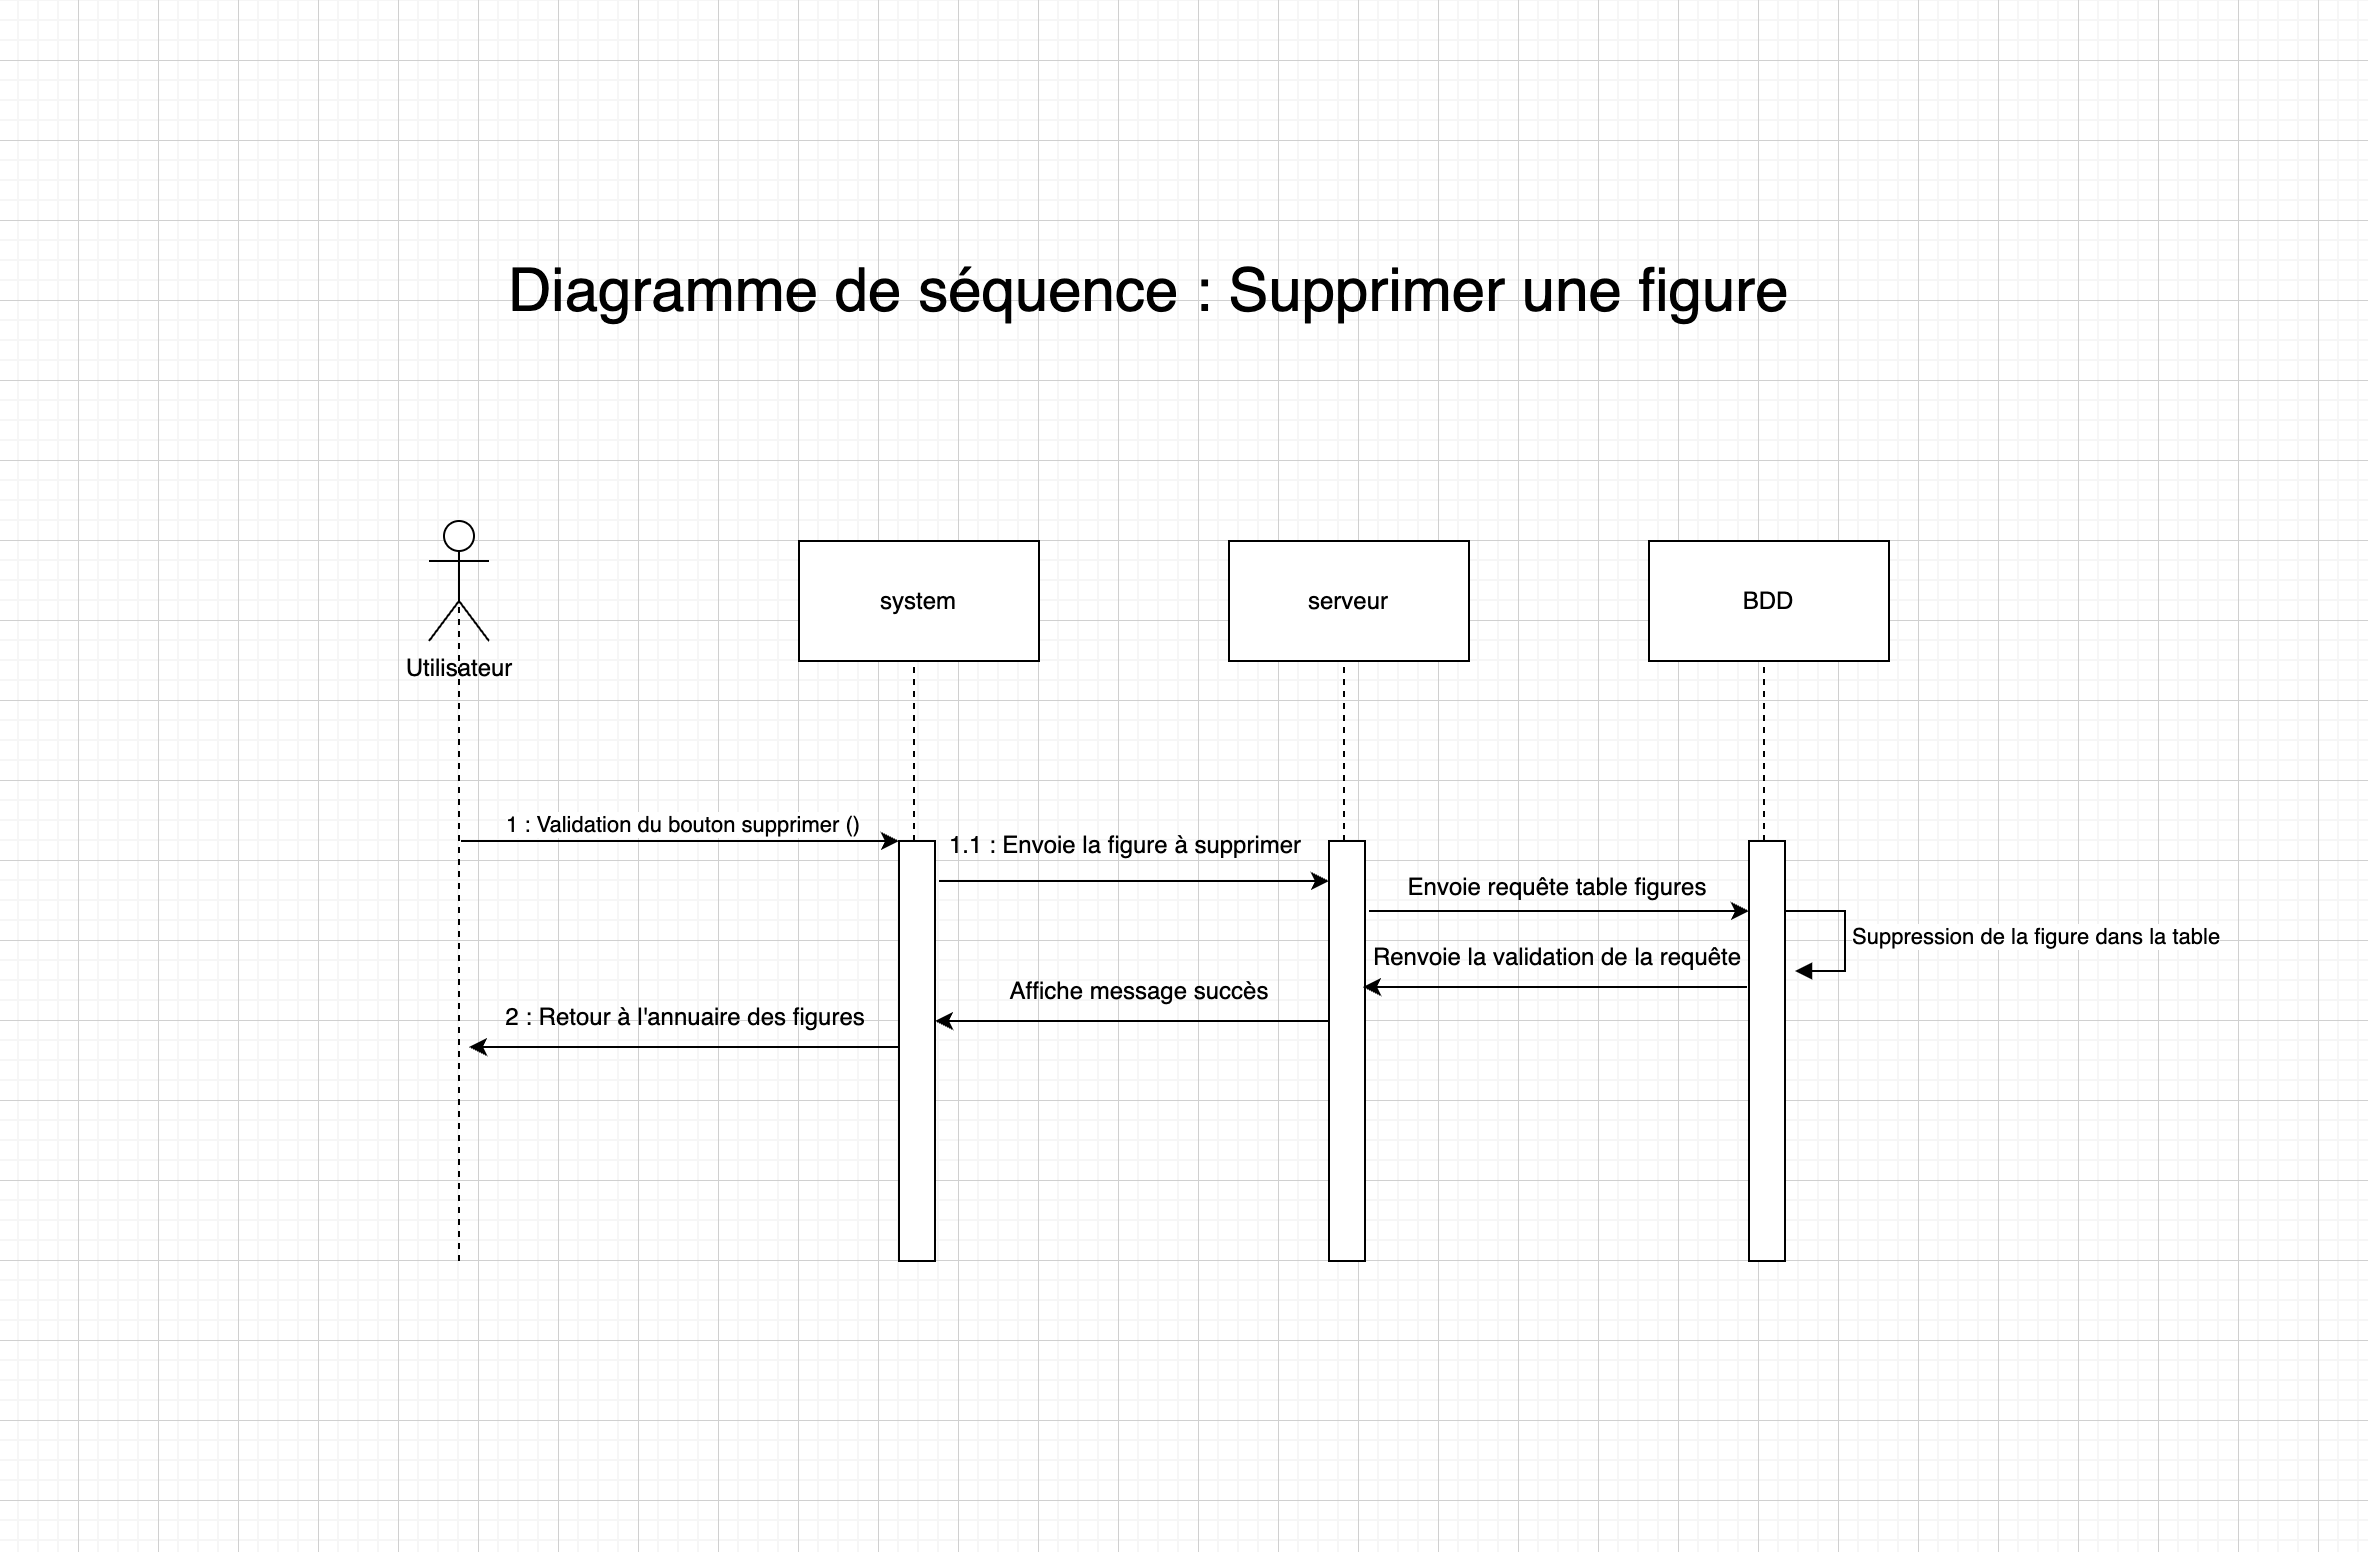 Diagramme de séquence : Supprimer une figure
system
serveur
BDD
Utilisateur
1 : Validation du bouton supprimer ()
1.1 : Envoie la figure à supprimer
Envoie requête table figures
Suppression de la figure dans la table
Renvoie la validation de la requête
Affiche message succès
2 : Retour à l'annuaire des figures